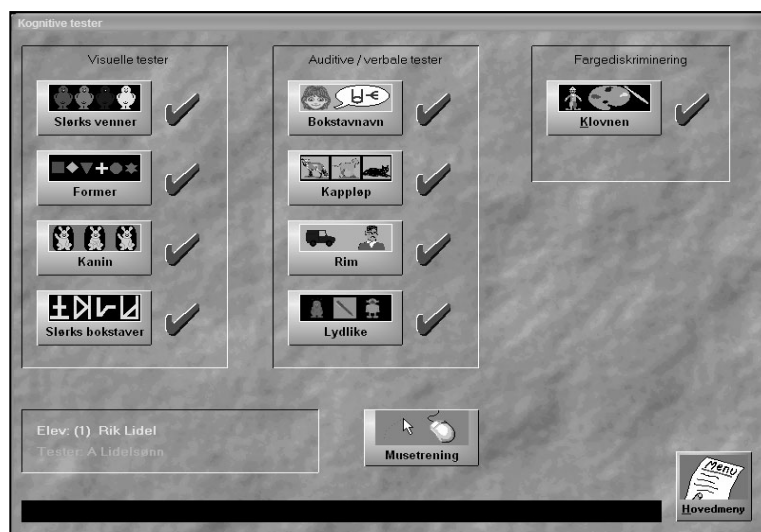 Kognitive tester
Visuelle tester
Slørks venner
Former
Kanin
Slørks bokstaver
Auditive / verbale tester
Bokstavnavn
Kappløp
Rim
Lydlike
Fargediskriminering
Klovnen
Elev: (1) Rik Lidel
Tester: A Lidelsønn
Musetrening
Menu
Hovedmeny